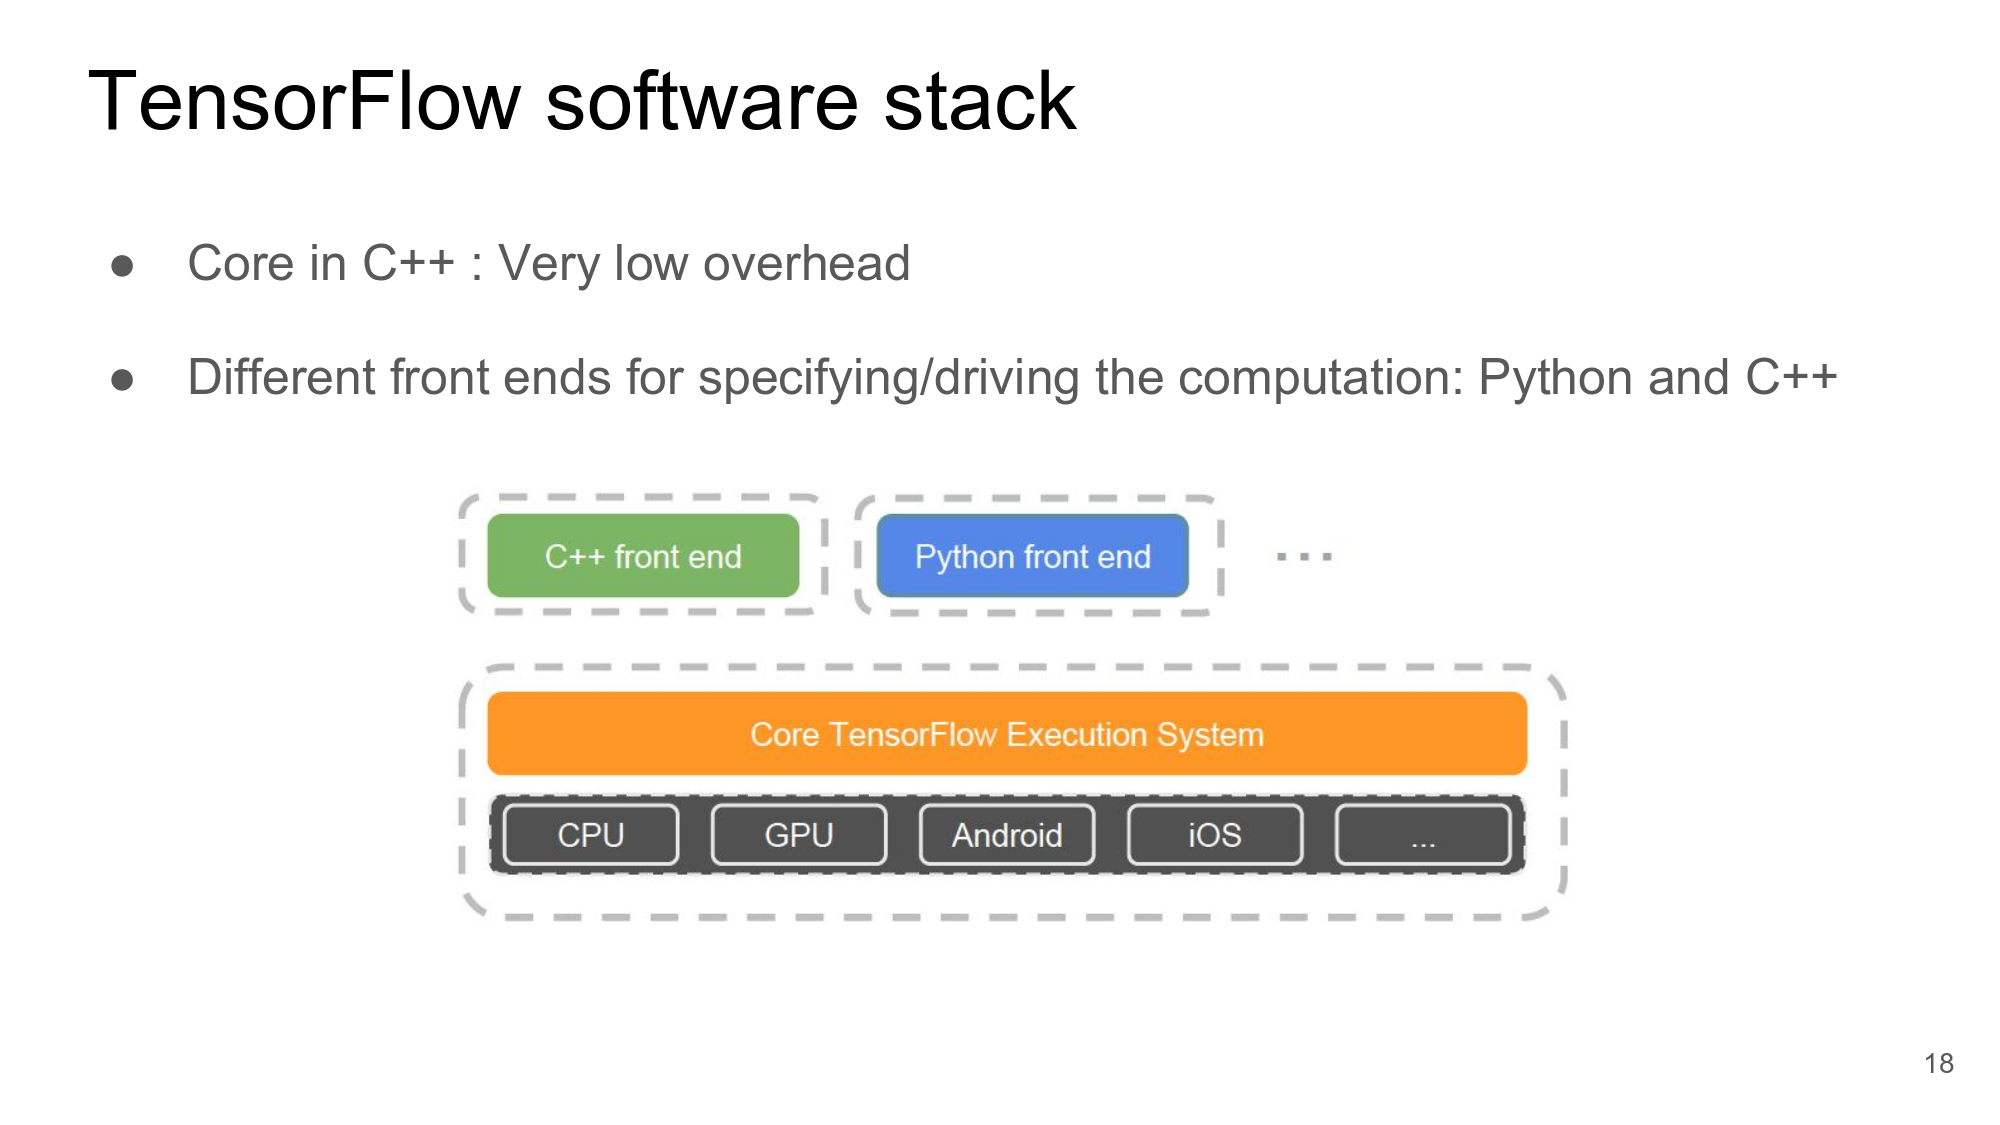 TensorFlow software stack
● Core in C++ : Very low overhead
● Different front ends for specifying/driving the computation: Python and C++
C++ front end
Python front end
...
Core TensorFlow Execution System
CPU
GPU
Android
iOS
...
18